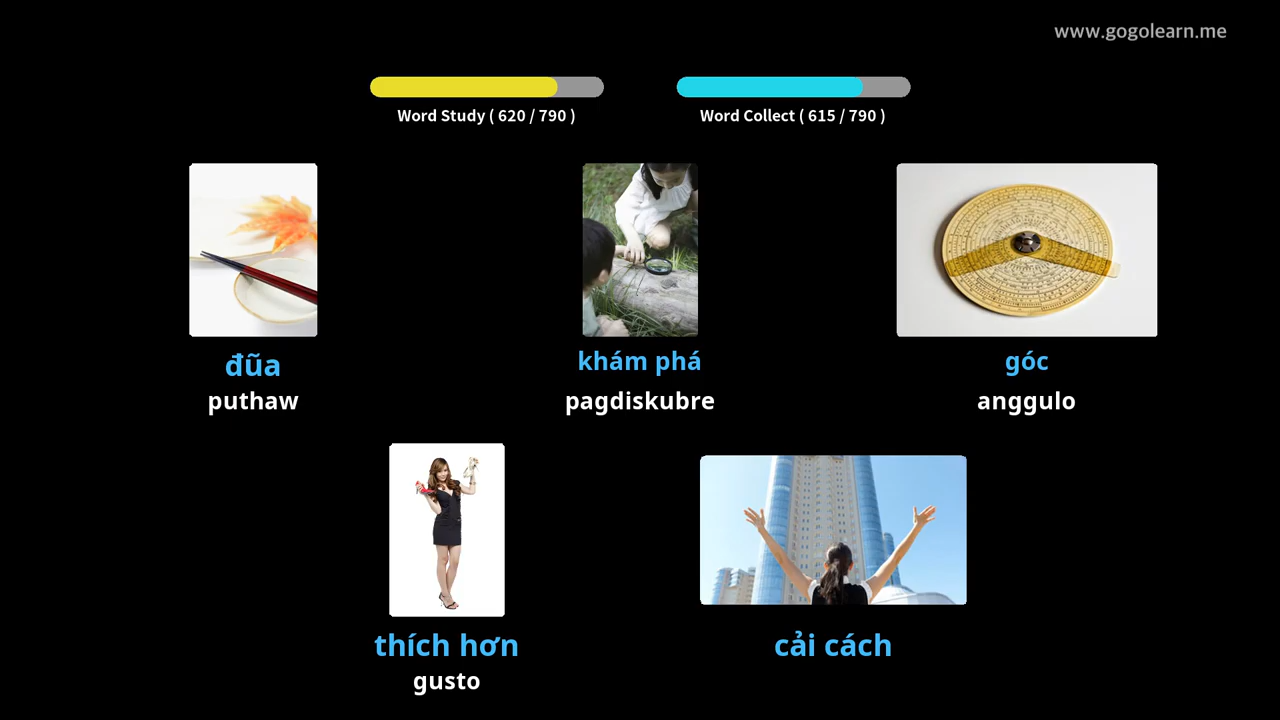 www.gogolearn.me
Word Study ( 620 / 790 )
Word Collect ( 615 / 790 )
đũa
puthaw
khám phá
pagdiskubre
góc
anggulo
thích hơn
gusto
cải cách